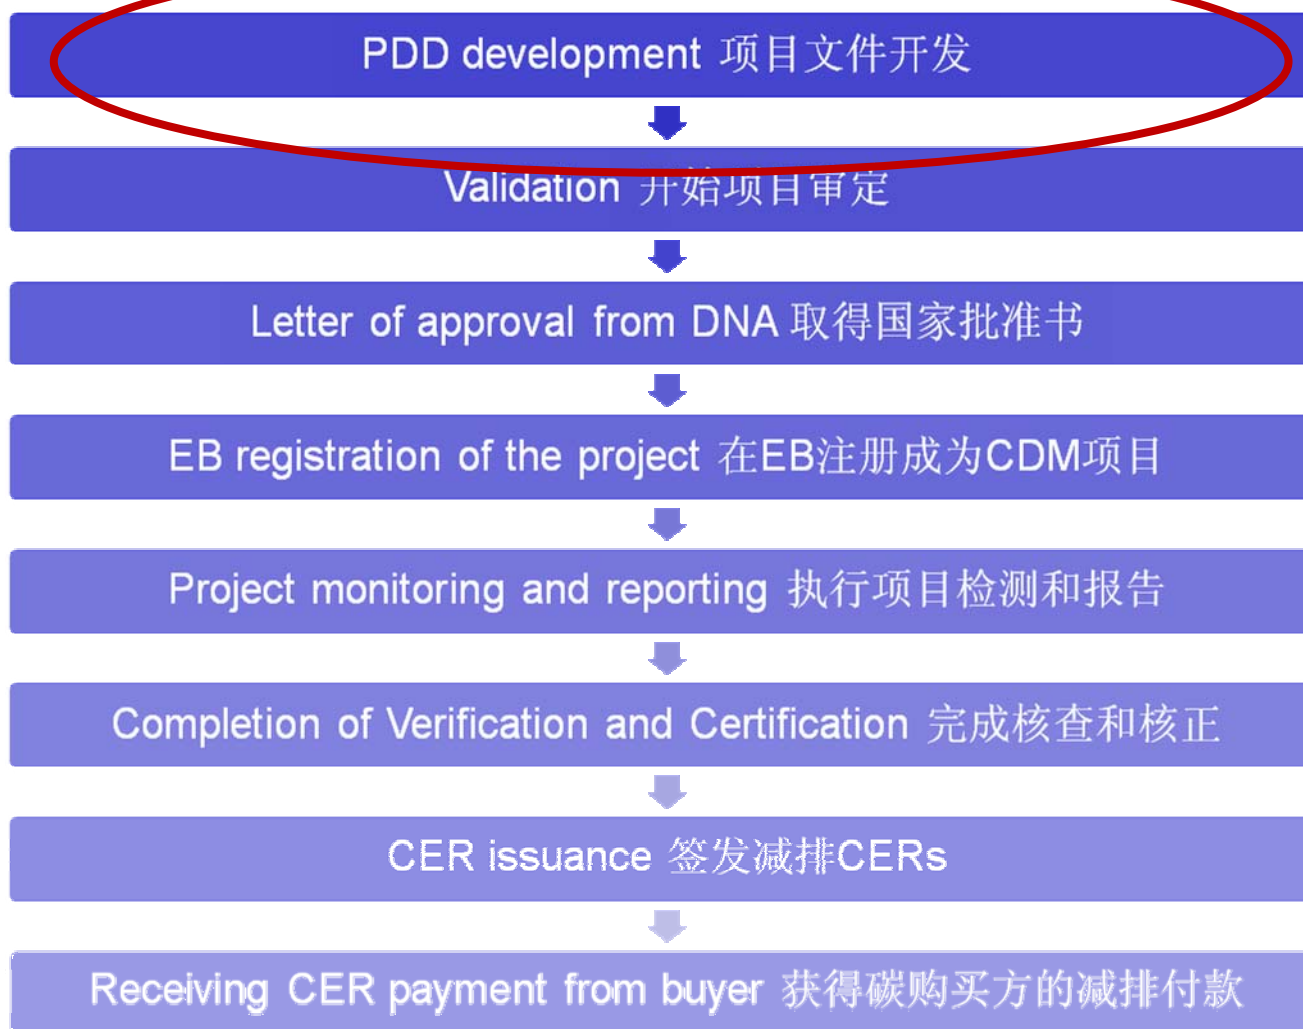 PDD development 项目文件开发
Validation 开始项目审定
Letter of approval from DNA 取得国家批准书
EB registration of the project 在EB注册成为CDM项目
Project monitoring and reporting 执行项目检测和报告
Completion of Verification and Certification 完成核查和核正
CER issuance 签发减排CERs
Receiving CER payment from buyer 获得碳购买方的减排付款